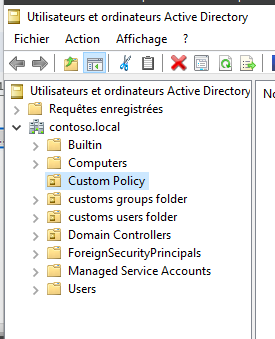 Utilisateurs et ordinateurs Active Directory
Fichier Action Affichage ?
Utilisateurs et ordinateurs Active Directory
Requêtes enregistrées
contoso.local
Builtin
Computers
Custom Policy
customs groups folder
customs users folder
Domain Controllers
ForeignSecurityPrincipals
Managed Service Accounts
Users